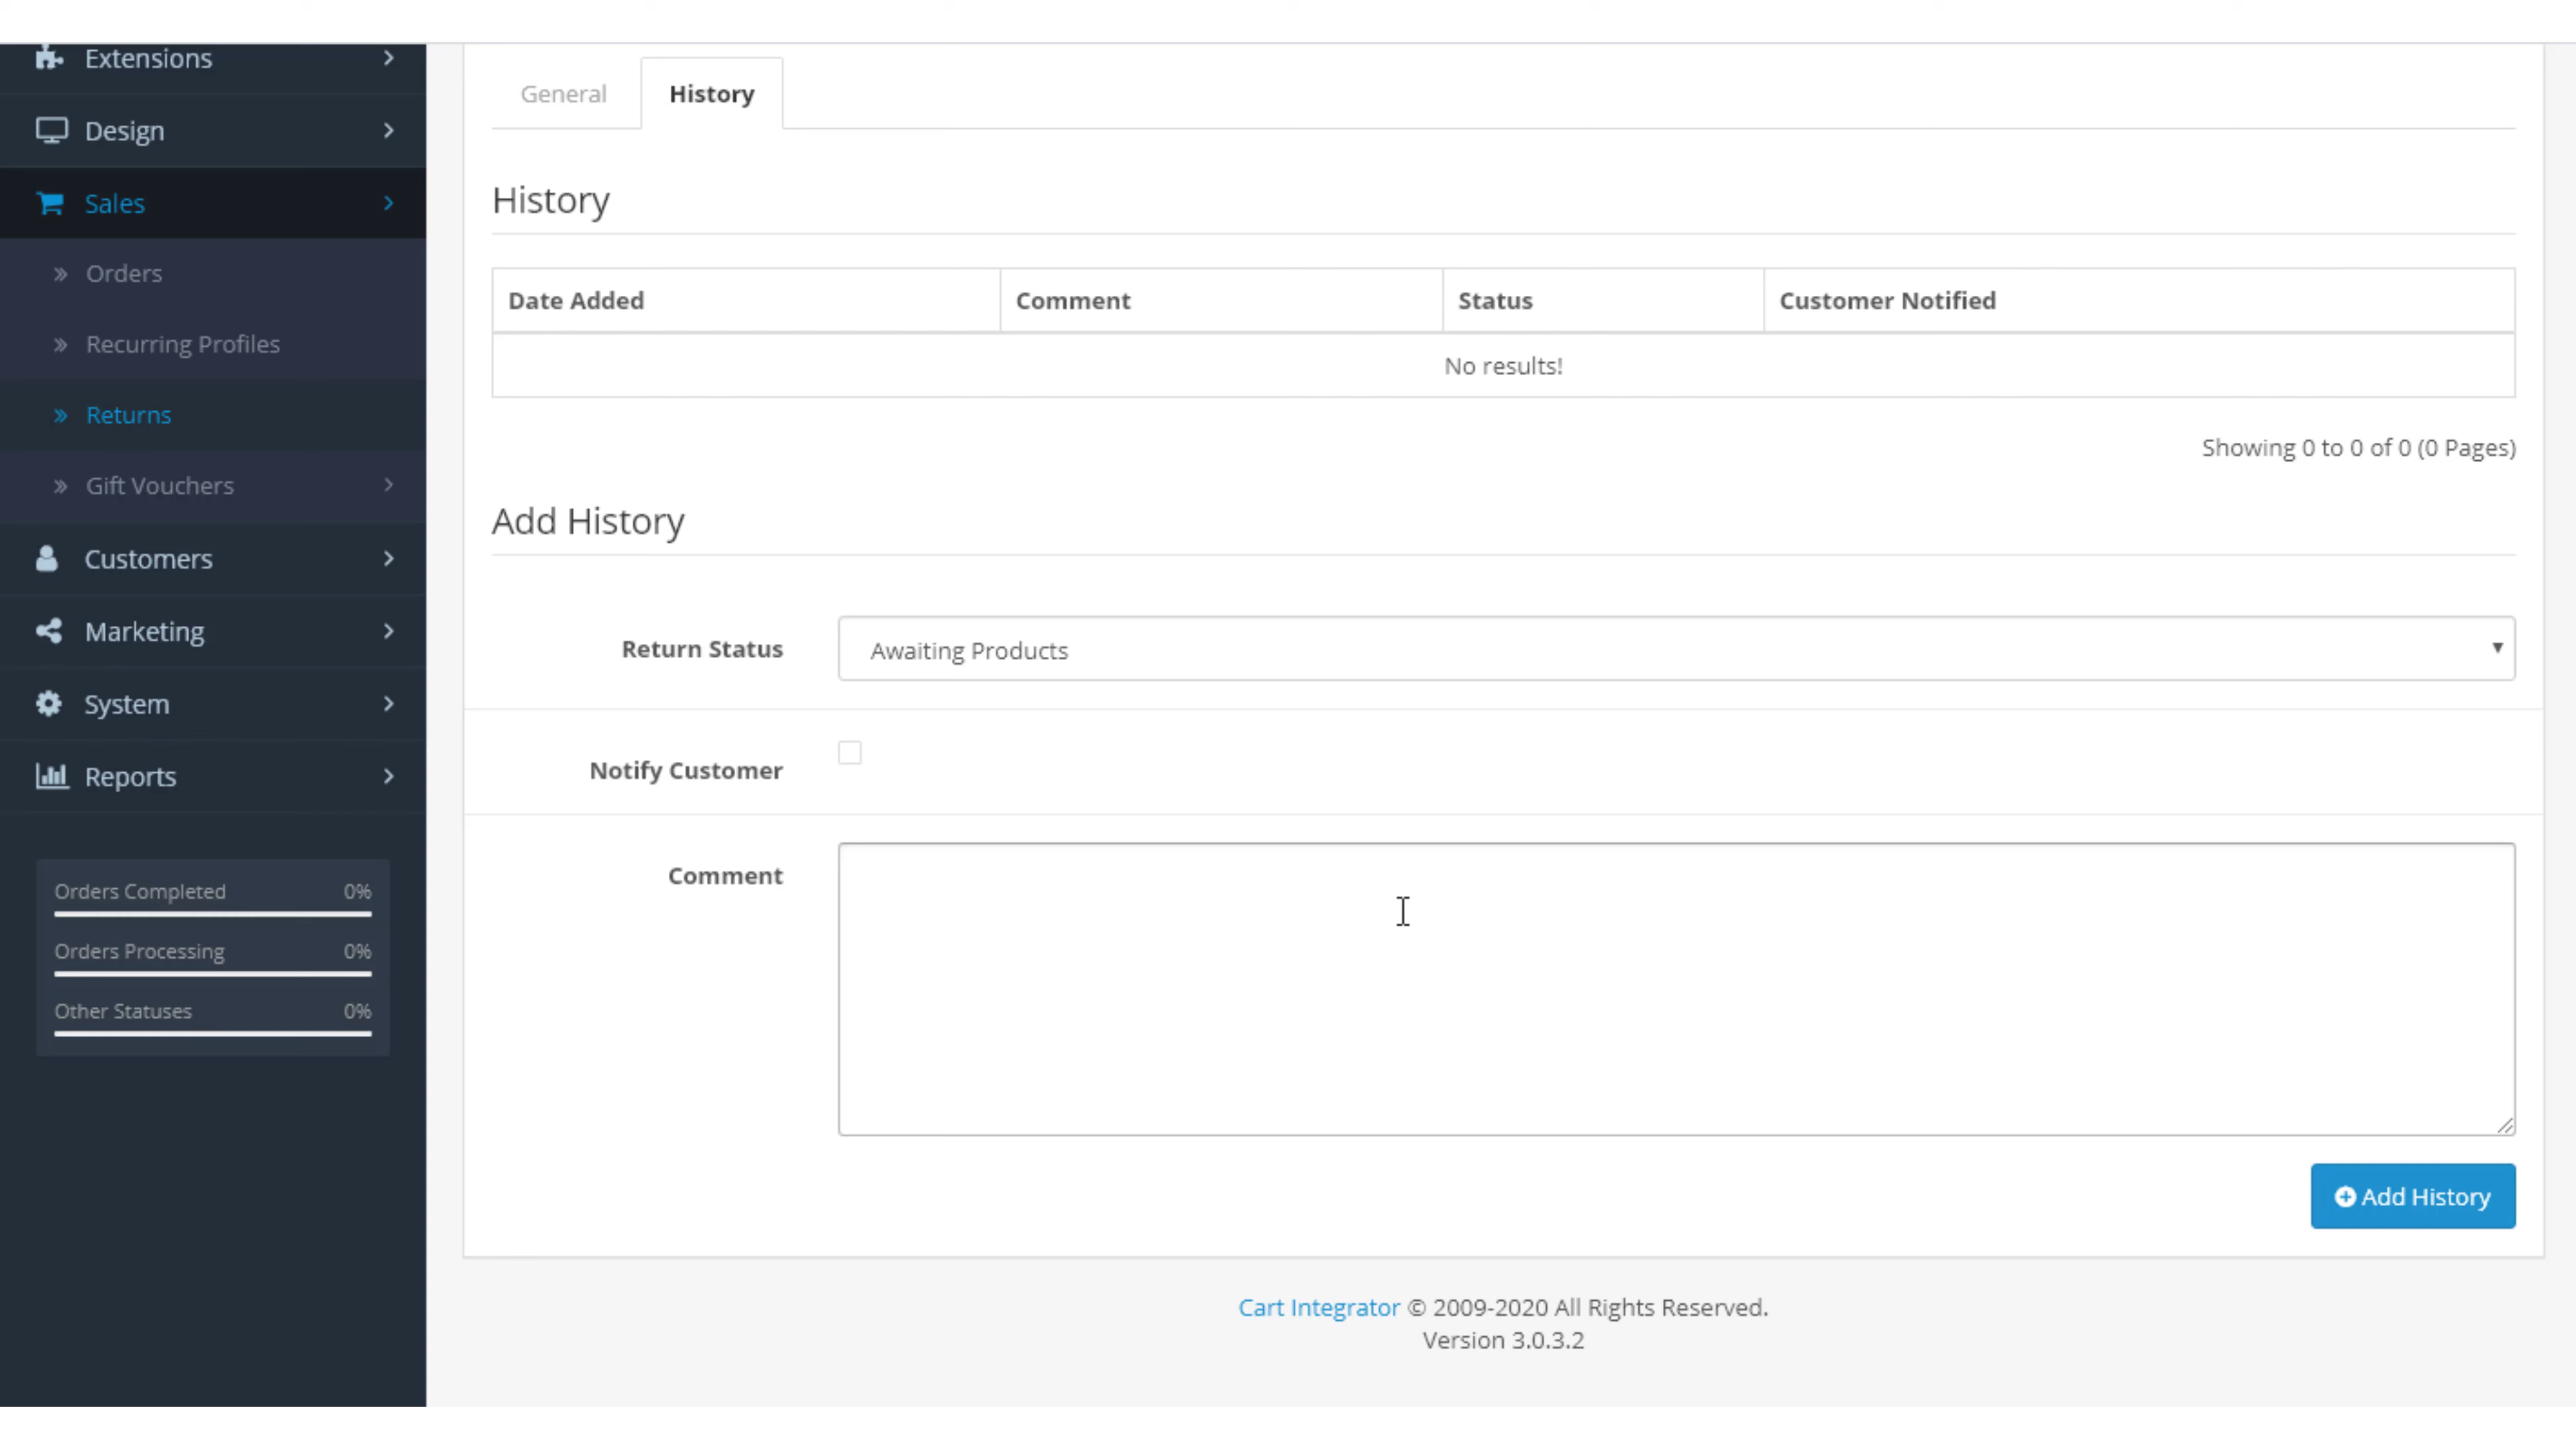 Extensions
Design
Sales
Orders
Recurring Profiles
Returns
Gift Vouchers
Customers
Marketing
System
Reports
Orders Completed 0%
Orders Processing 0%
Other Statuses 0%
General History
History
Date Added Comment Status Customer Notified
No results!
Showing 0 to 0 of 0 (0 Pages)
Add History
Return Status Awaiting Products
Notify Customer
Comment
Add History
Cart Integrator © 2009-2020 All Rights Reserved.
Version 3.0.3.2